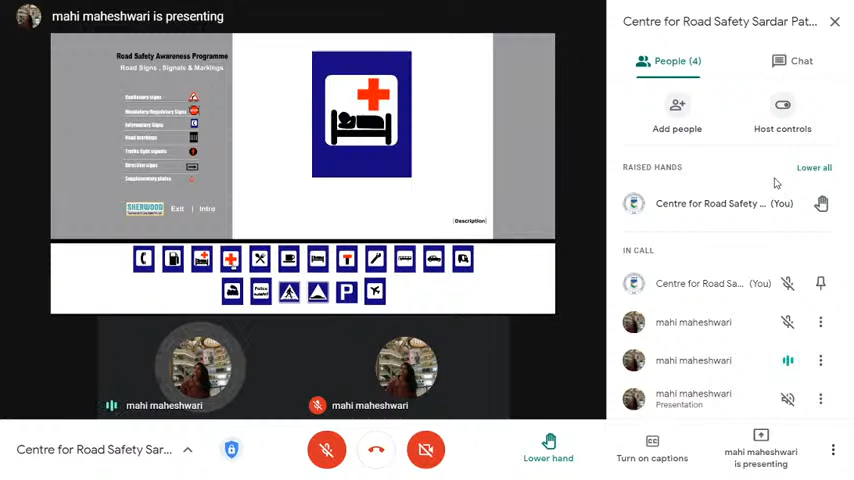 mahi maheshwari is presenting
Centre for Road Safety Sardar Pat...
People (4)
Chat
Add people
Host controls
RAISED HANDS
Lower all
Centre for Road Safety ... (You)
IN CALL
Centre for Road Sa... (You)
mahi maheshwari
mahi maheshwari
mahi maheshwari
Presentation
Road Safety Awareness Programme
Road Signs , Signals & Markings
Cautionary signs
Mandatory/Regulatory Signs
Informatory Signs
Road markings
Traffic light signals
Direction signs
Supplementary plates
SHERWOOD
Exit | Intro
[Description]
P
mahi maheshwari
mahi maheshwari
Centre for Road Safety Sar...
Lower hand
Turn on captions
mahi maheshwari
is presenting